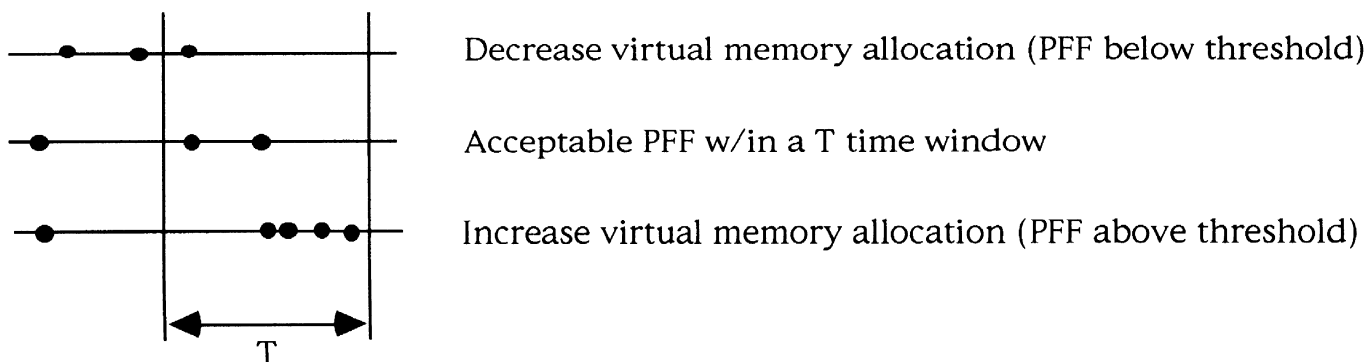 Decrease virtual memory allocation (PFF below threshold)
Acceptable PFF w/in a T time window
Increase virtual memory allocation (PFF above threshold)
T